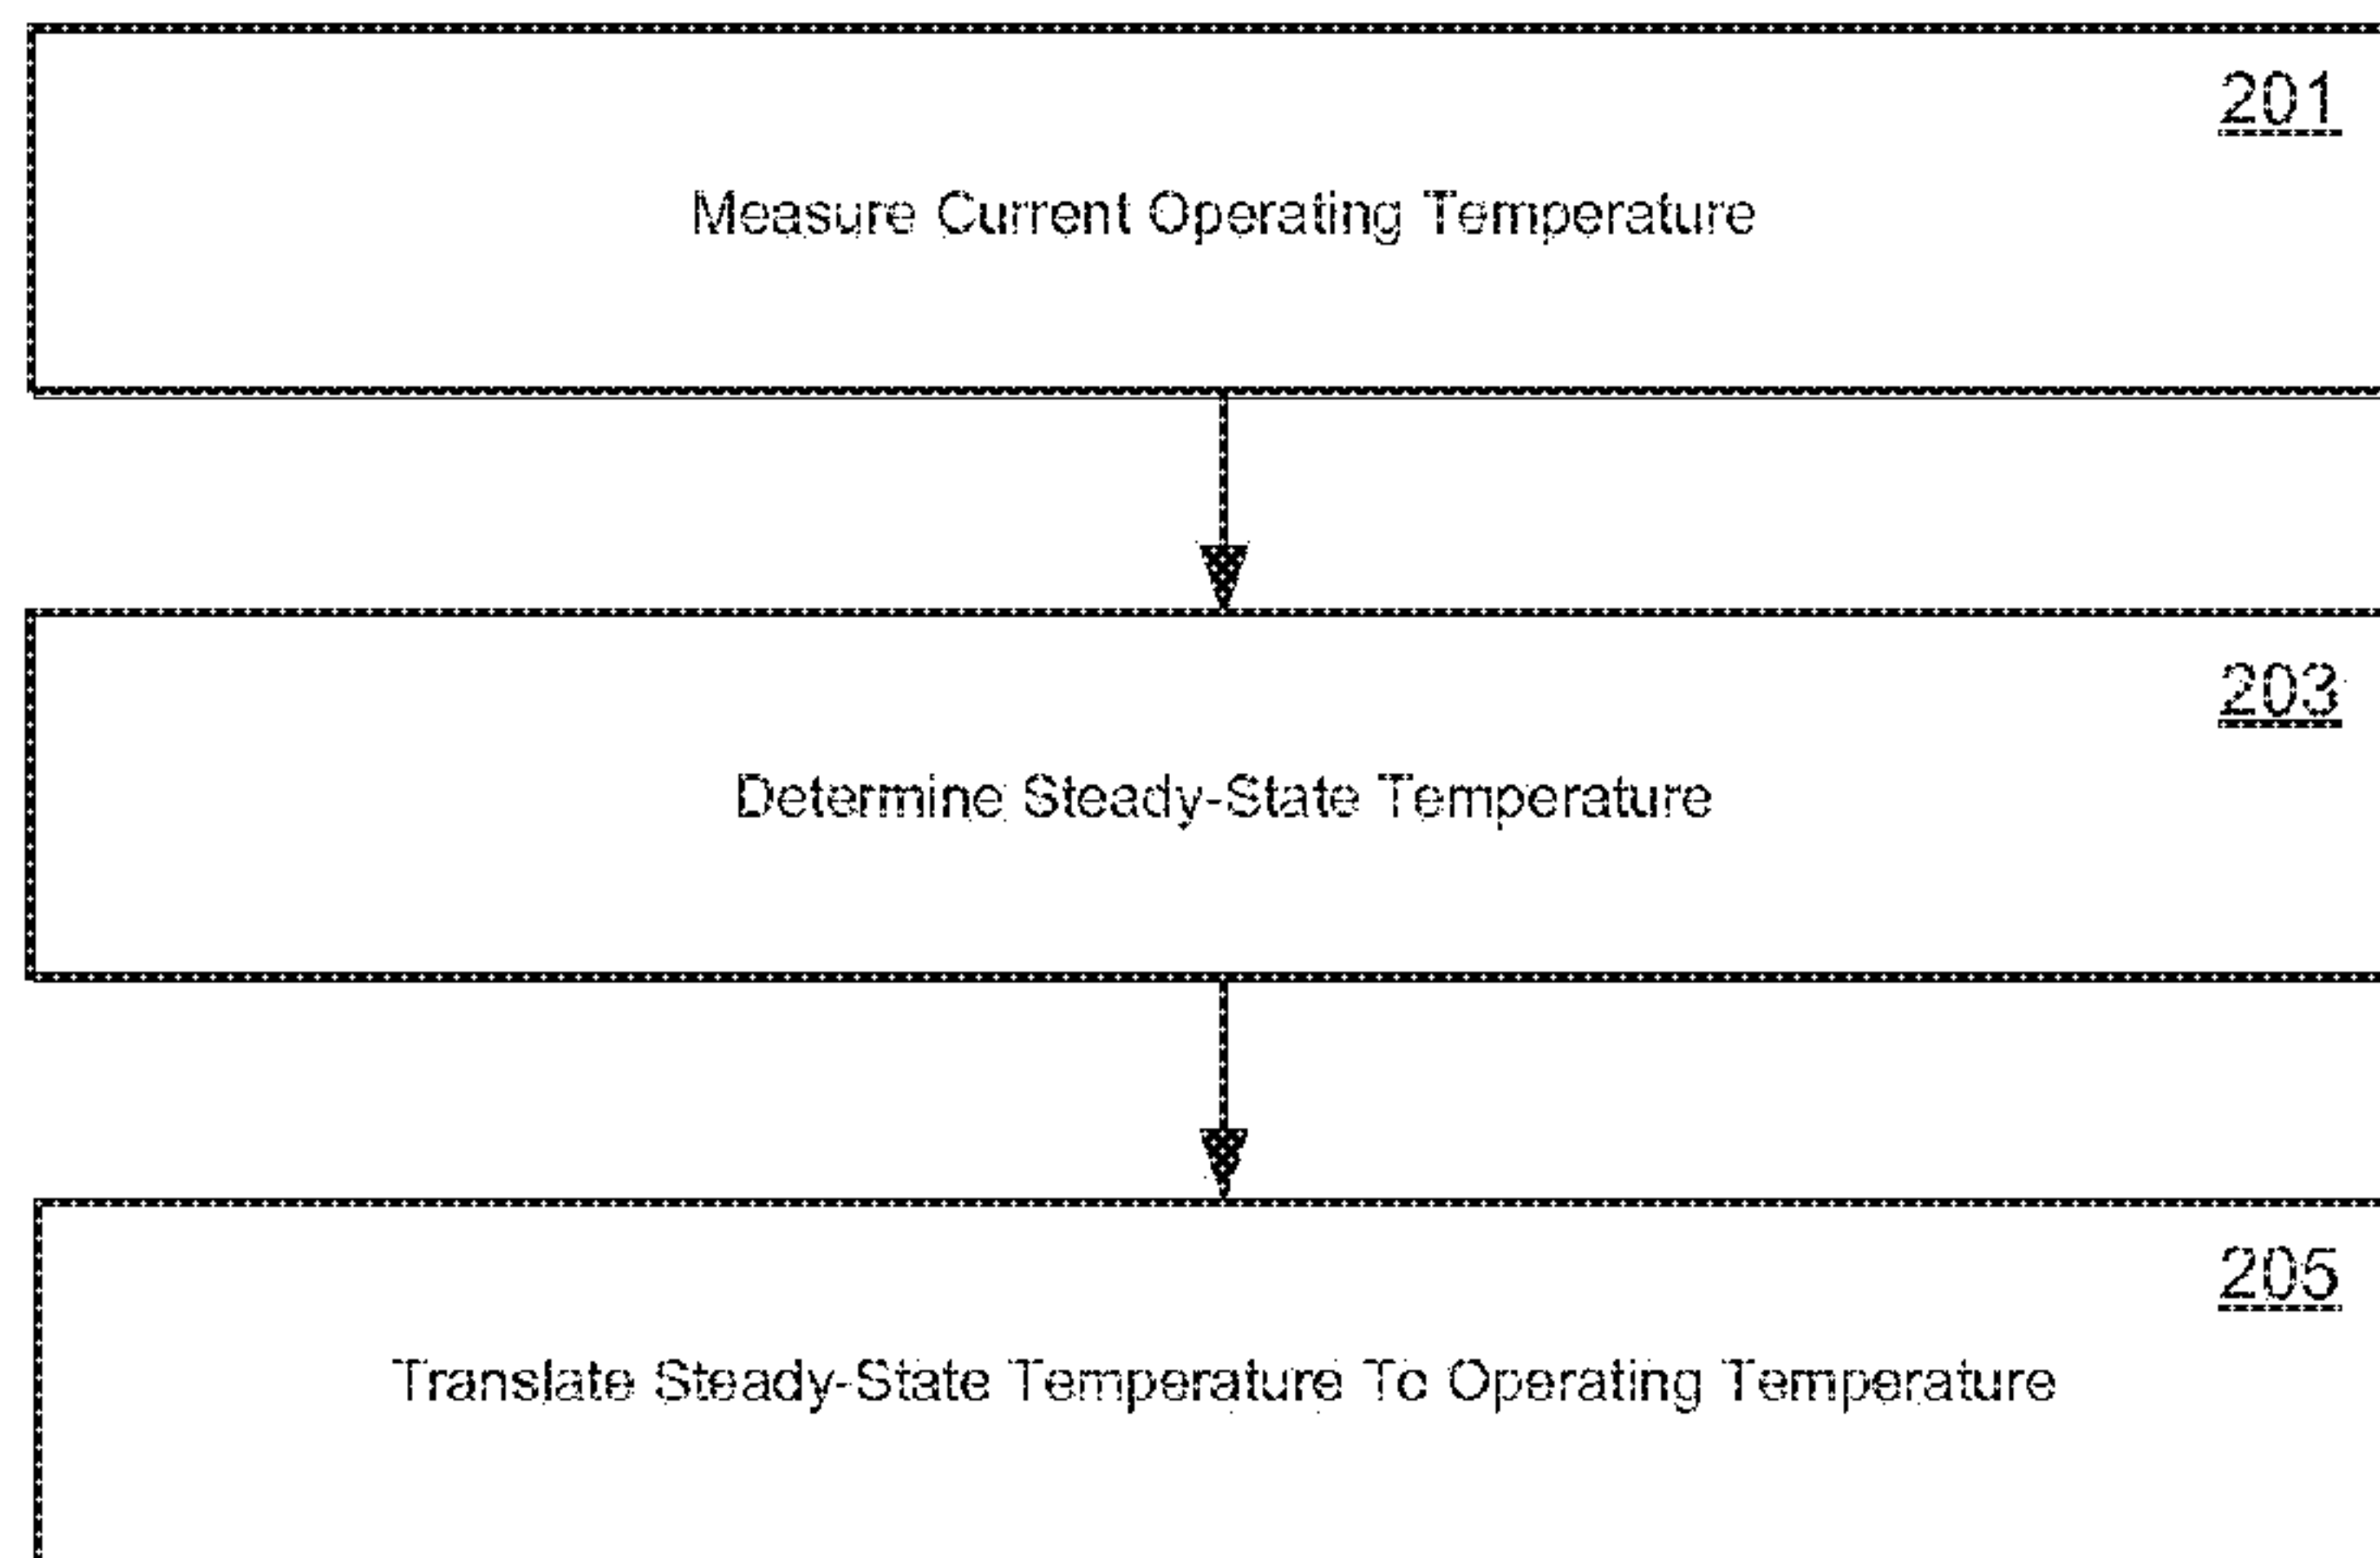 201
Measure Current Operating Temperature
203
Determine Steady-State Temperature
205
Translate Steady-State Temperature To Operating Temperature